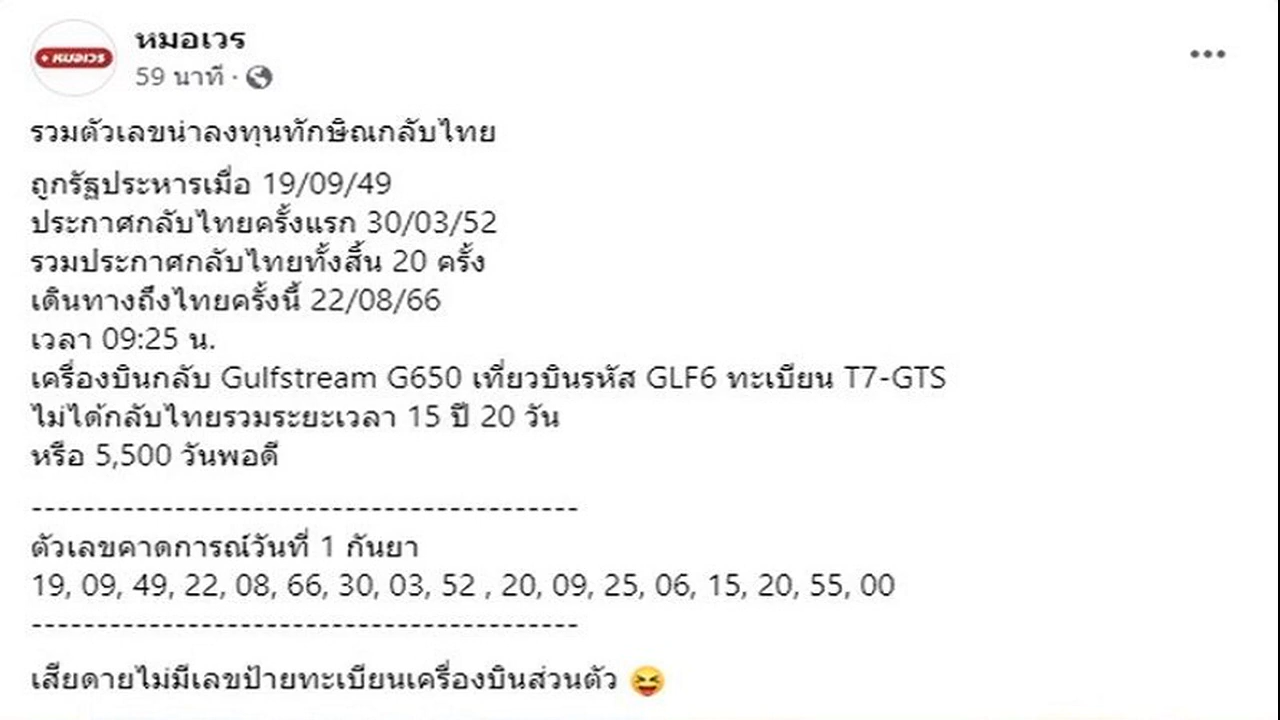 + หมอเวร
หมอเวร
59 นาที ·
รวมตัวเลขน่าลงทุนทักษิณกลับไทย
ถูกรัฐประหารเมื่อ 19/09/49
ประกาศกลับไทยครั้งแรก 30/03/52
รวมประกาศกลับไทยทั้งสิ้น 20 ครั้ง
เดินทางถึงไทยครั้งนี้ 22/08/66
เวลา 09:25 น.
เครื่องบินกลับ Gulfstream G650 เที่ยวบินรหัส GLF6 ทะเบียน T7-GTS
ไม่ได้กลับไทยรวมระยะเวลา 15 ปี 20 วัน
หรือ 5,500 วันพอดี
------------------------------------------
ตัวเลขคาดการณ์วันที่ 1 กันยา
19, 09, 49, 22, 08, 66, 30, 03, 52 , 20, 09, 25, 06, 15, 20, 55, 00
------------------------------------------
เสียดายไม่มีเลขป้ายทะเบียนเครื่องบินส่วนตัว 😝